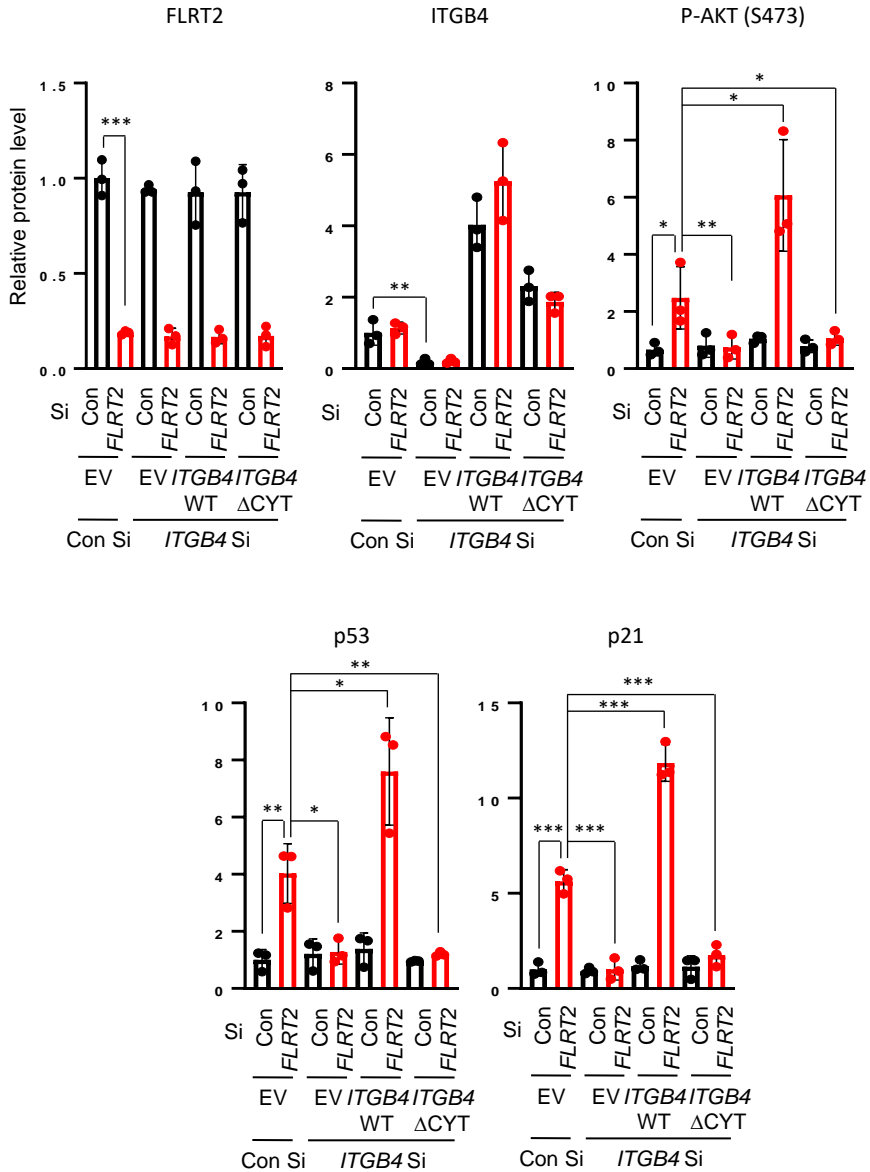 FLRT2 ITGB4 P-AKT (S473)
Relative protein level
1.5
1.0
0.5
0.0
***
8
6
4
2
0
**
10
8
6
4
2
0
*
*
*
**
Si Con FLRT2 Con FLRT2 Con FLRT2 Con FLRT2
EV EV ITGB4 ITGB4
WT ΔCYT
Con Si ITGB4 Si
Si Con FLRT2 Con FLRT2 Con FLRT2 Con FLRT2
EV EV ITGB4 ITGB4
WT ΔCYT
Con Si ITGB4 Si
Si Con FLRT2 Con FLRT2 Con FLRT2 Con FLRT2
EV EV ITGB4 ITGB4
WT ΔCYT
Con Si ITGB4 Si
p53 p21
10
8
6
4
2
0
**
*
**
*
15
10
5
0
***
***
***
***
Si Con FLRT2 Con FLRT2 Con FLRT2 Con FLRT2
EV EV ITGB4 ITGB4
WT ΔCYT
Con Si ITGB4 Si
Si Con FLRT2 Con FLRT2 Con FLRT2 Con FLRT2
EV EV ITGB4 ITGB4
WT ΔCYT
Con Si ITGB4 Si